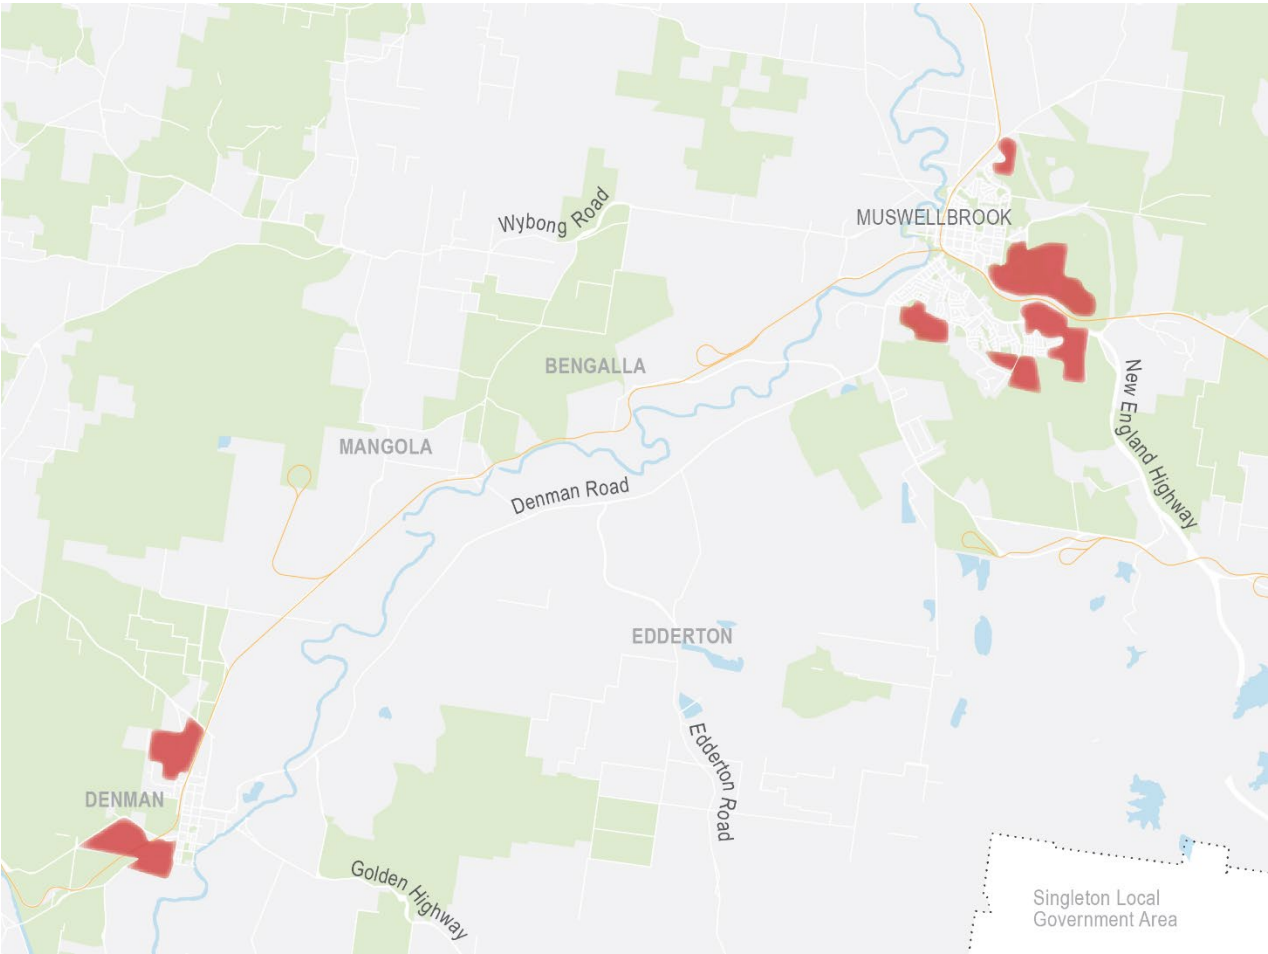 MUSWELLBROOK
Wybong Road
BENGALLA
New England Highway
MANGOLA
Denman Road
EDDERTON
Edderton Road
DENMAN
Golden Highway
Singleton Local
Government Area